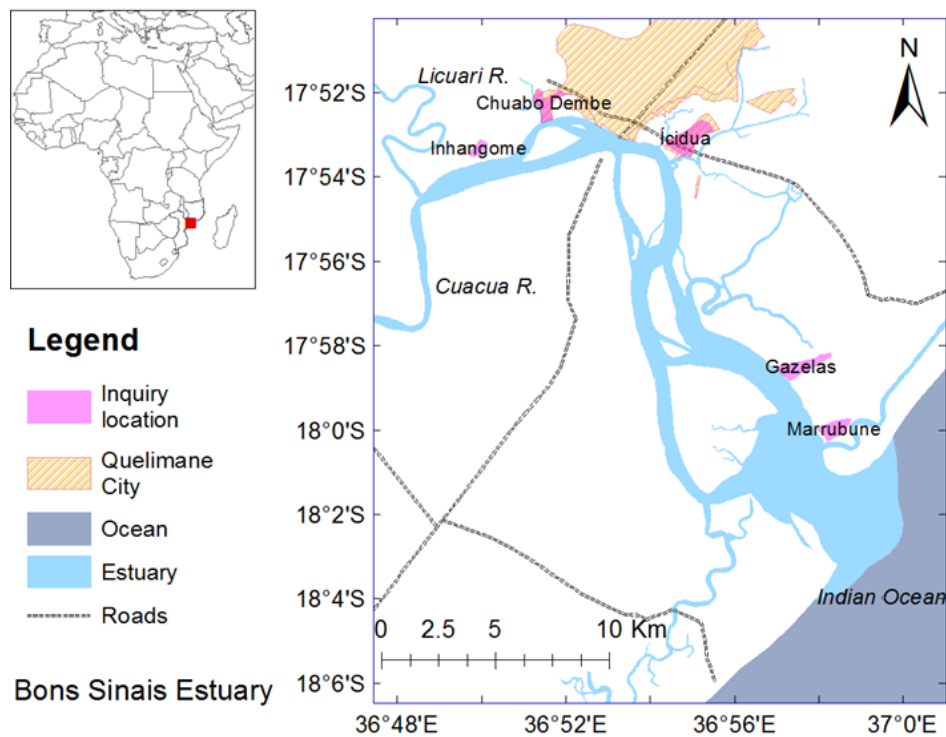 N
Licuari R.
Chuabo Dembe
Ícidua
Inhangome
Cuacua R.
Gazelas
Marrubune
Indian Ocean
17°52'S
17°54'S
17°56'S
17°58'S
18°0'S
18°2'S
18°4'S
18°6'S
0 2.5 5 10 Km
36°48'E 36°52'E 36°56'E 37°0'E
Legend
Inquiry
location
Quelimane
City
Ocean
Estuary
Roads
Bons Sinais Estuary